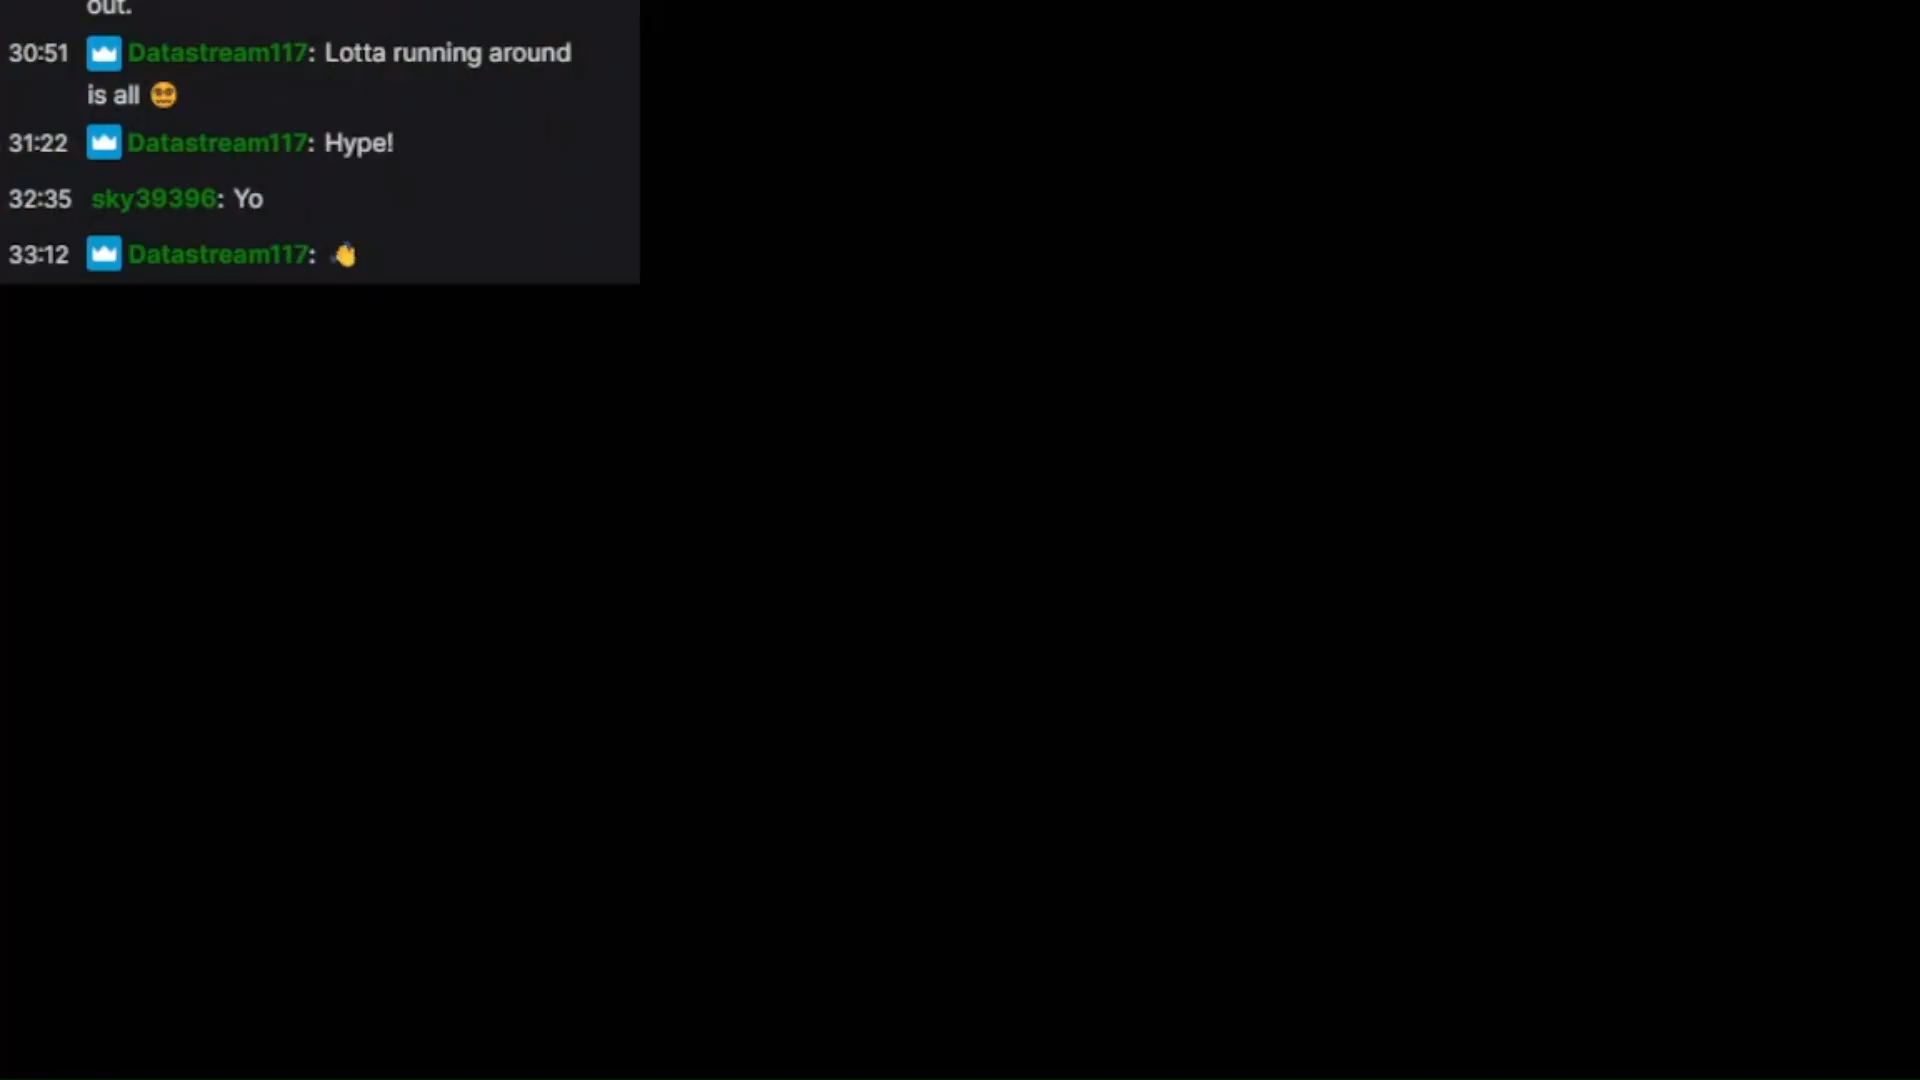 out.
30:51 Datastream117: Lotta running around
is all 😵‍💫
31:22 Datastream117: Hype!
32:35 sky39396: Yo
33:12 Datastream117: 👋